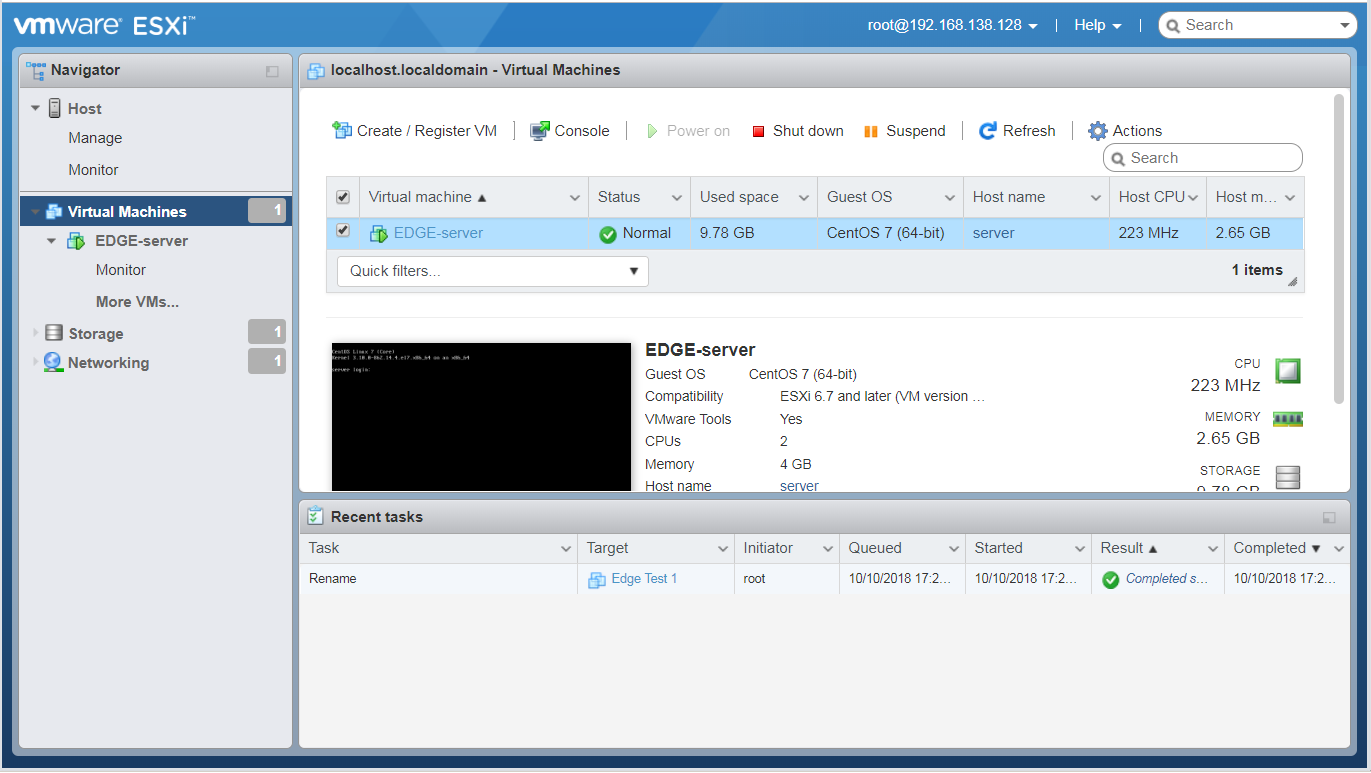 vmware ESXi™
root@192.168.138.128 | Help | Search
Navigator
Host
Manage
Monitor
Virtual Machines 1
EDGE-server
Monitor
More VMs...
Storage 1
Networking 1
localhost.localdomain - Virtual Machines
Create / Register VM | Console | Power on Shut down Suspend | Refresh | Actions
Search
Virtual machine ▲ Status Used space Guest OS Host name Host CPU Host m...
EDGE-server Normal 9.78 GB CentOS 7 (64-bit) server 223 MHz 2.65 GB
Quick filters... 1 items
CentOS Linux 7 (Core)
Kernel 3.10.0-862.14.4.el7.x86_64 on an x86_64
server login:
EDGE-server
Guest OS CentOS 7 (64-bit)
Compatibility ESXi 6.7 and later (VM version ...
VMware Tools Yes
CPUs 2
Memory 4 GB
Host name server
CPU
223 MHz
MEMORY
2.65 GB
STORAGE
9.78 GB
Recent tasks
Task Target Initiator Queued Started Result ▲ Completed ▼
Rename Edge Test 1 root 10/10/2018 17:2... 10/10/2018 17:2... Completed s... 10/10/2018 17:2...